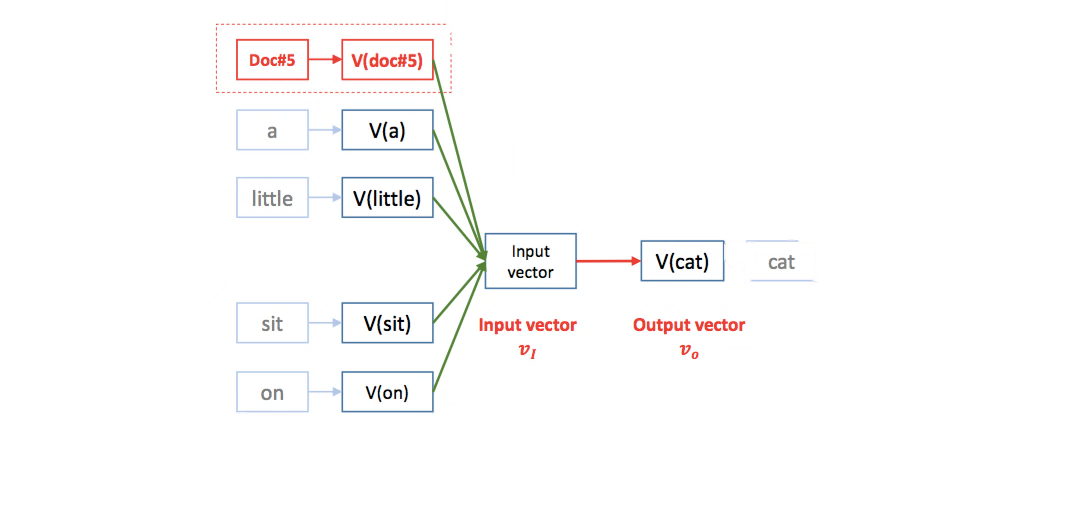 Doc#5 V(doc#5)
a V(a)
little V(little)
Input
vector
V(cat) cat
sit V(sit)
Input vector Output vector
v_I v_o
on V(on)